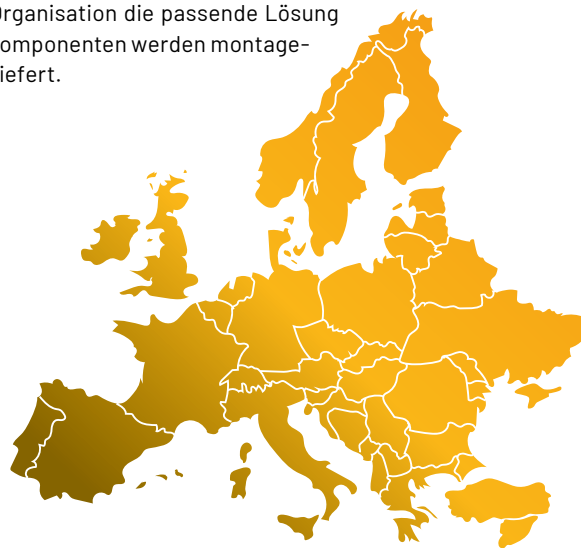 Organisation die passende Lösung
omponenten werden montage-
iefert.